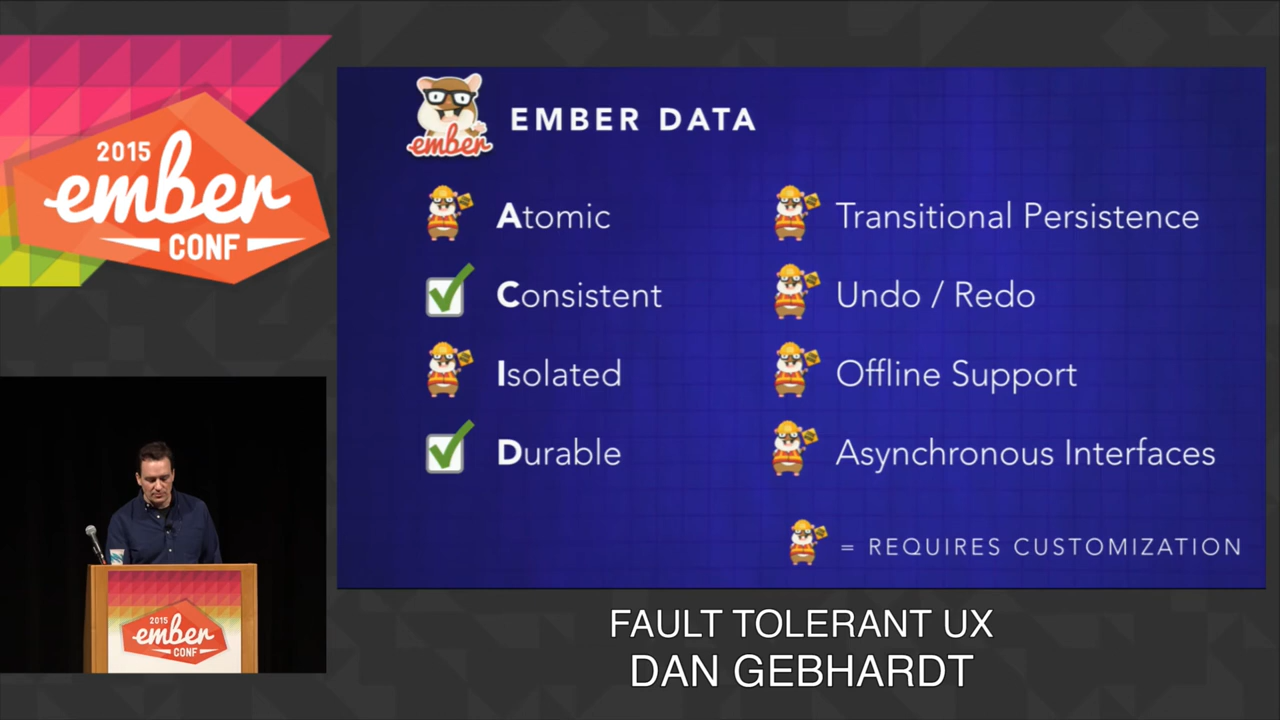 2015
ember
CONF
ember
EMBER DATA
Atomic
Consistent
Isolated
Durable
Transitional Persistence
Undo / Redo
Offline Support
Asynchronous Interfaces
= REQUIRES CUSTOMIZATION
2015
ember
CONF
FAULT TOLERANT UX
DAN GEBHARDT